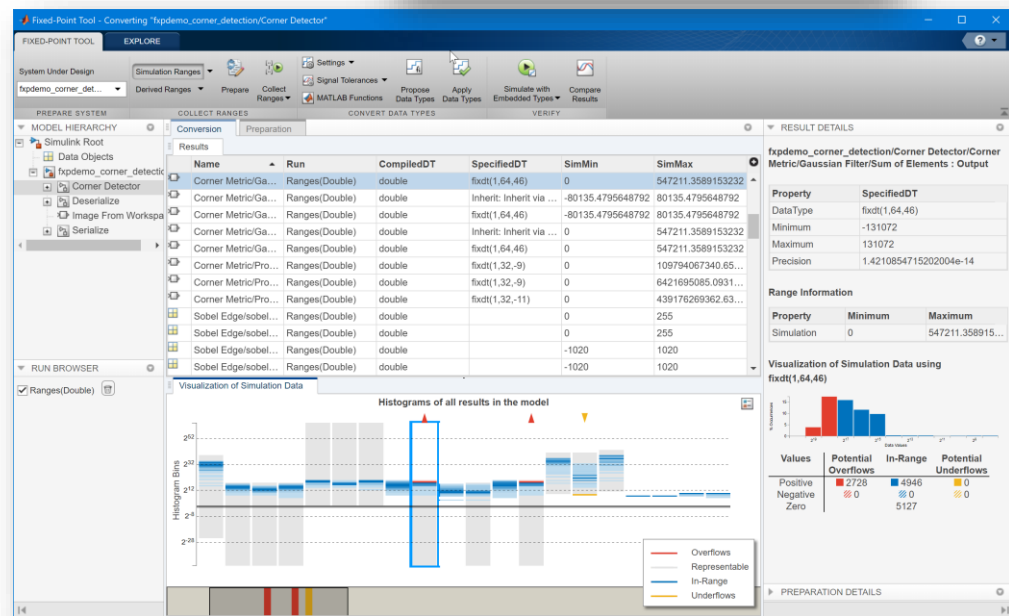 Fixed-Point Tool - Converting "fxpdemo_corner_detection/Corner Detector"
FIXED-POINT TOOL EXPLORE
System Under Design
fxpdemo_corner_det...
Simulation Ranges
Derived Ranges
Prepare
Collect
Ranges
Settings
Signal Tolerances
MATLAB Functions
Propose
Data Types
Apply
Data Types
Simulate with
Embedded Types
Compare
Results
PREPARE SYSTEM COLLECT RANGES CONVERT DATA TYPES VERIFY
MODEL HIERARCHY
Simulink Root
Data Objects
fxpdemo_corner_detectic
Corner Detector
Deserialize
Image From Workspa
Serialize
RUN BROWSER
Ranges(Double)
Conversion Preparation
Results
Name Run CompiledDT SpecifiedDT SimMin SimMax
Corner Metric/Ga... Ranges(Double) double fixdt(1,64,46) 0 547211.3589153232
Corner Metric/Ga... Ranges(Double) double Inherit: Inherit via ... -80135.4795648792 80135.4795648792
Corner Metric/Ga... Ranges(Double) double fixdt(1,64,46) -80135.4795648792 80135.4795648792
Corner Metric/Ga... Ranges(Double) double Inherit: Inherit via ... 0 547211.3589153232
Corner Metric/Ga... Ranges(Double) double fixdt(1,64,46) 0 547211.3589153232
Corner Metric/Pro... Ranges(Double) double fixdt(1,32,-9) 0 109794067340.65...
Corner Metric/Pro... Ranges(Double) double fixdt(1,32,-9) 0 6421695085.0931...
Corner Metric/Pro... Ranges(Double) double fixdt(1,32,-11) 0 439176269362.63...
Sobel Edge/sobel... Ranges(Double) double 0 255
Sobel Edge/sobel... Ranges(Double) double 0 255
Sobel Edge/sobel... Ranges(Double) double -1020 1020
Sobel Edge/sobel... Ranges(Double) double -1020 1020
Visualization of Simulation Data
Histograms of all results in the model
Histogram Bins
2^52
2^32
2^12
2^-8
2^-28
Overflows
Representable
In-Range
Underflows
RESULT DETAILS
fxpdemo_corner_detection/Corner Detector/Corner
Metric/Gaussian Filter/Sum of Elements : Output
Property SpecifiedDT
DataType fixdt(1,64,46)
Minimum -131072
Maximum 131072
Precision 1.4210854715202004e-14
Range Information
Property Minimum Maximum
Simulation 0 547211.358915...
Visualization of Simulation Data using
fixdt(1,64,46)
% Occurrences
Data Values
Values Potential In-Range Potential
Overflows Underflows
Positive 2728 4946 0
Negative 0 0 0
Zero 5127
PREPARATION DETAILS